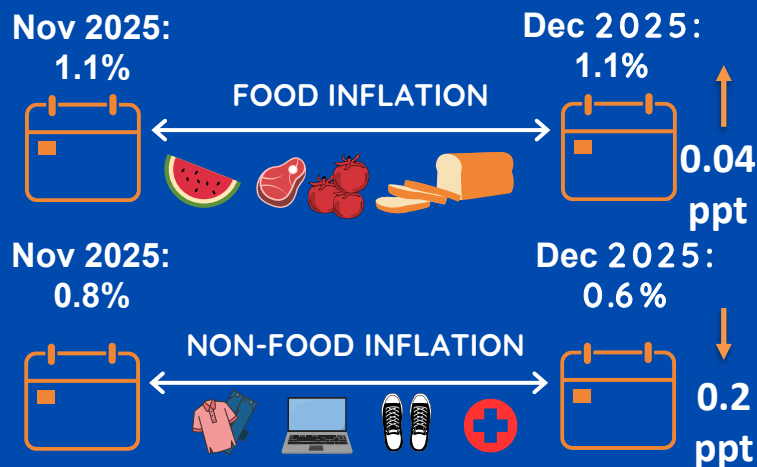 Nov 2025:
1.1%
FOOD INFLATION
Dec 2025:
1.1%
0.04
ppt
Nov 2025:
0.8%
NON-FOOD INFLATION
Dec 2025:
0.6%
0.2
ppt